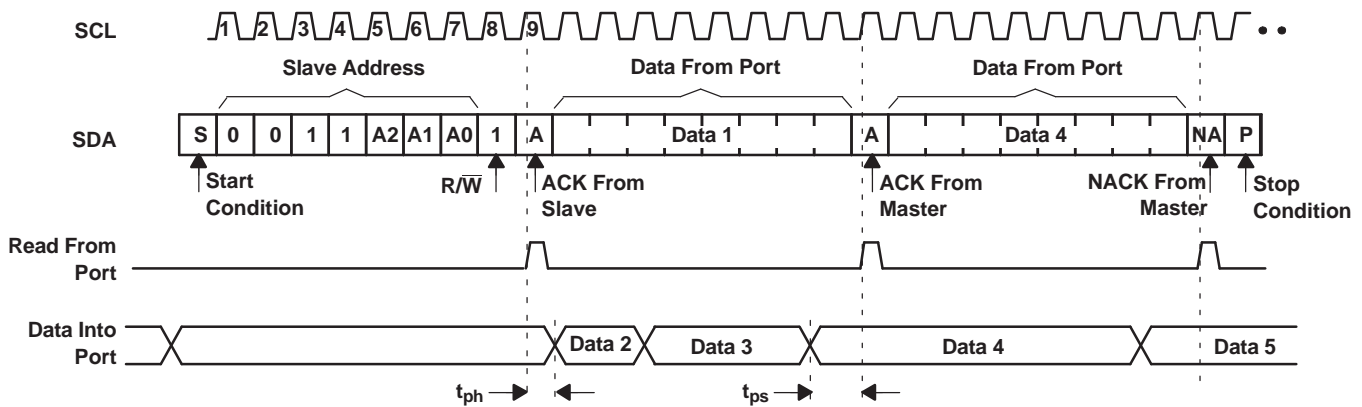 SCL 1 2 3 4 5 6 7 8 9
Slave Address Data From Port Data From Port
SDA S 0 0 1 1 A2 A1 A0 1 A Data 1 A Data 4 NA P
Start Condition
R/W̅
ACK From Slave
ACK From Master
NACK From Master
Stop Condition
Read From Port
Data Into Port
Data 2 Data 3 Data 4 Data 5
tph tps